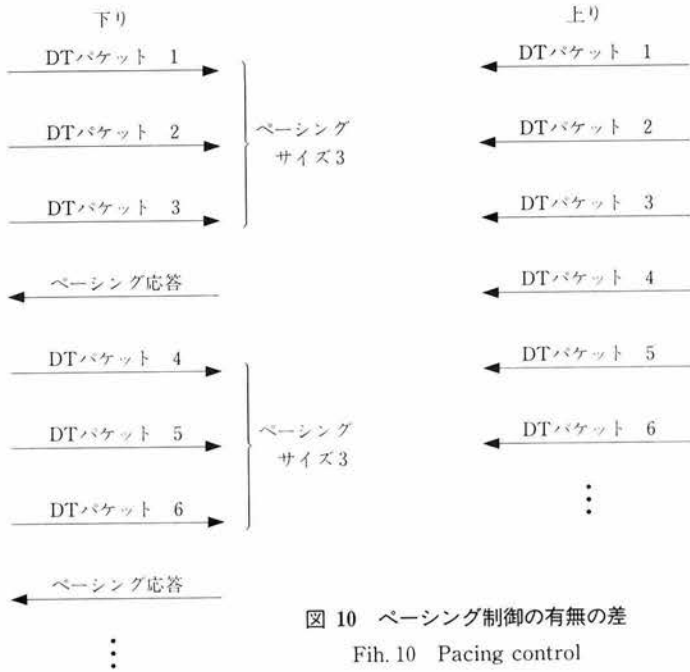 下り
DTパケット 1
DTパケット 2
DTパケット 3
ペーシング
サイズ3
ペーシング応答
DTパケット 4
DTパケット 5
DTパケット 6
ペーシング
サイズ3
ペーシング応答
上り
DTパケット 1
DTパケット 2
DTパケット 3
DTパケット 4
DTパケット 5
DTパケット 6
図 10 ペーシング制御の有無の差
Fih. 10 Pacing control